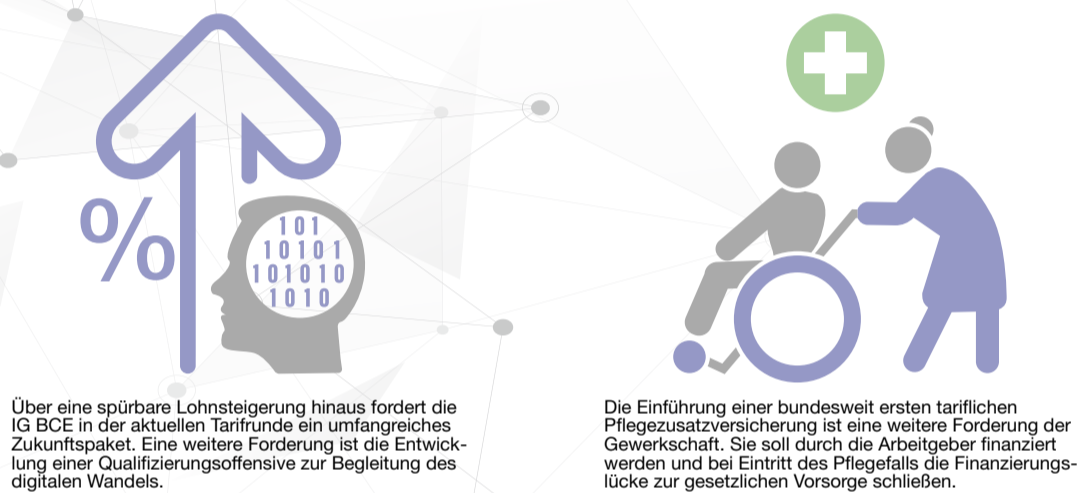 %
101
10101
101010
1010
Über eine spürbare Lohnsteigerung hinaus fordert die
IG BCE in der aktuellen Tarifrunde ein umfangreiches
Zukunftspaket. Eine weitere Forderung ist die Entwick-
lung einer Qualifizierungsoffensive zur Begleitung des
digitalen Wandels.
Die Einführung einer bundesweit ersten tariflichen
Pflegezusatzversicherung ist eine weitere Forderung der
Gewerkschaft. Sie soll durch die Arbeitgeber finanziert
werden und bei Eintritt des Pflegefalls die Finanzierungs-
lücke zur gesetzlichen Vorsorge schließen.